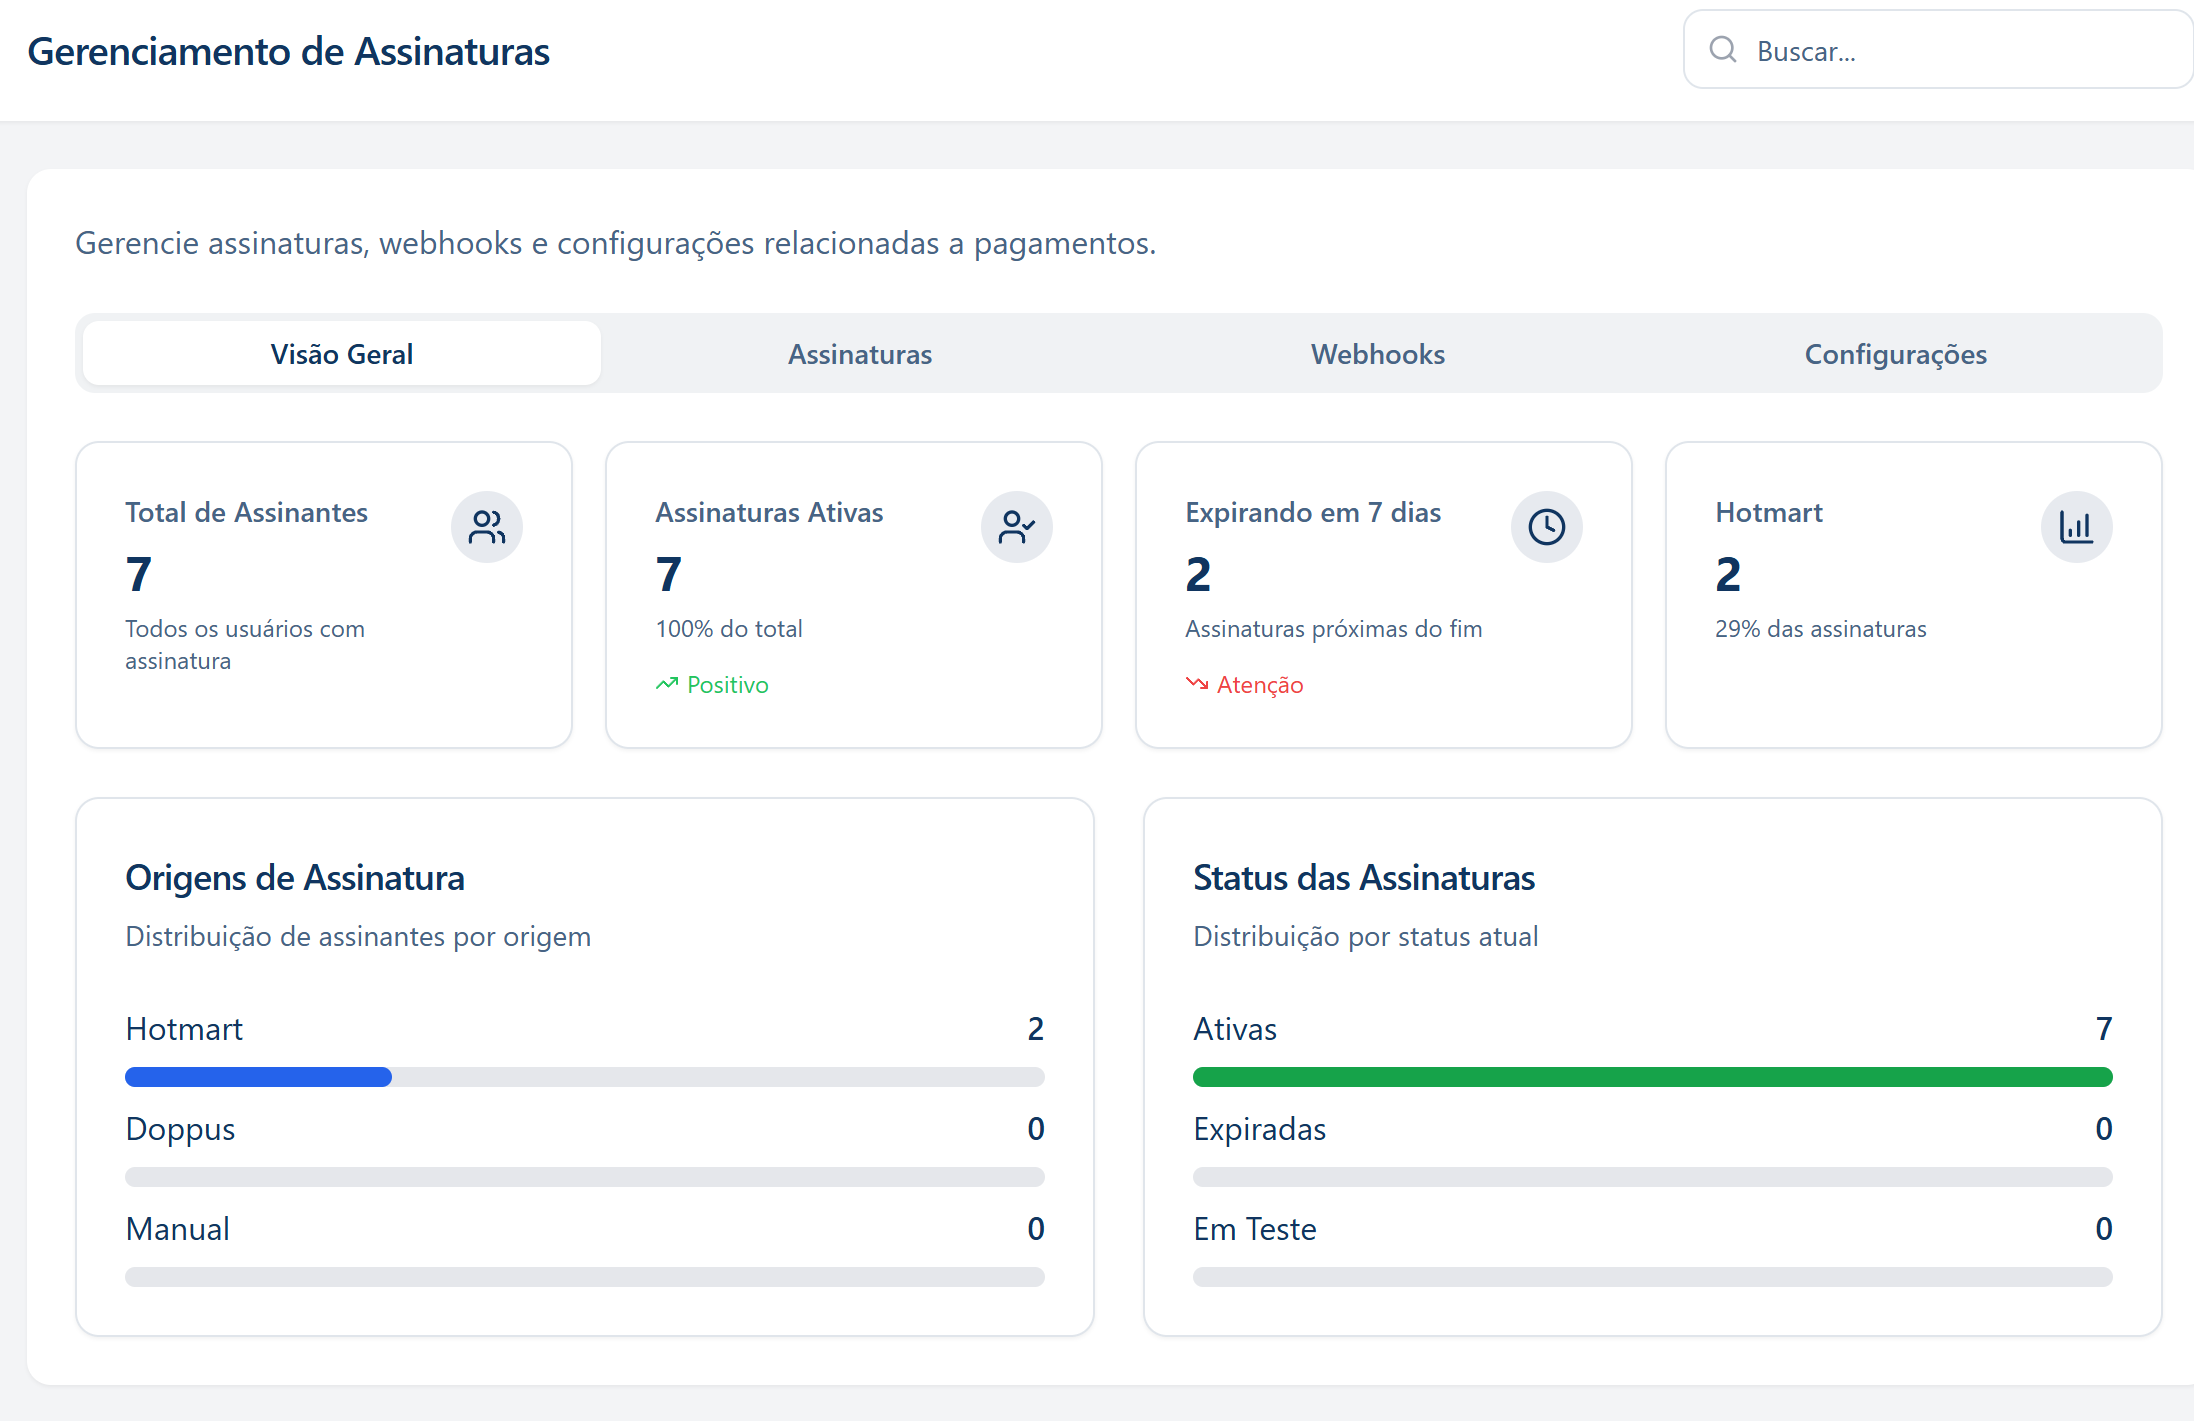 Gerenciamento de Assinaturas
Buscar...
Gerencie assinaturas, webhooks e configurações relacionadas a pagamentos.
Visão Geral
Assinaturas
Webhooks
Configurações
Total de Assinantes
7
Todos os usuários com
assinatura
Assinaturas Ativas
7
100% do total
Positivo
Expirando em 7 dias
2
Assinaturas próximas do fim
Atenção
Hotmart
2
29% das assinaturas
Origens de Assinatura
Distribuição de assinantes por origem
Hotmart 2
Doppus 0
Manual 0
Status das Assinaturas
Distribuição por status atual
Ativas 7
Expiradas 0
Em Teste 0